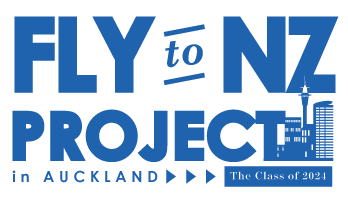 FLY to NZ
PROJECT
in AUCKLAND
The Class of 2024